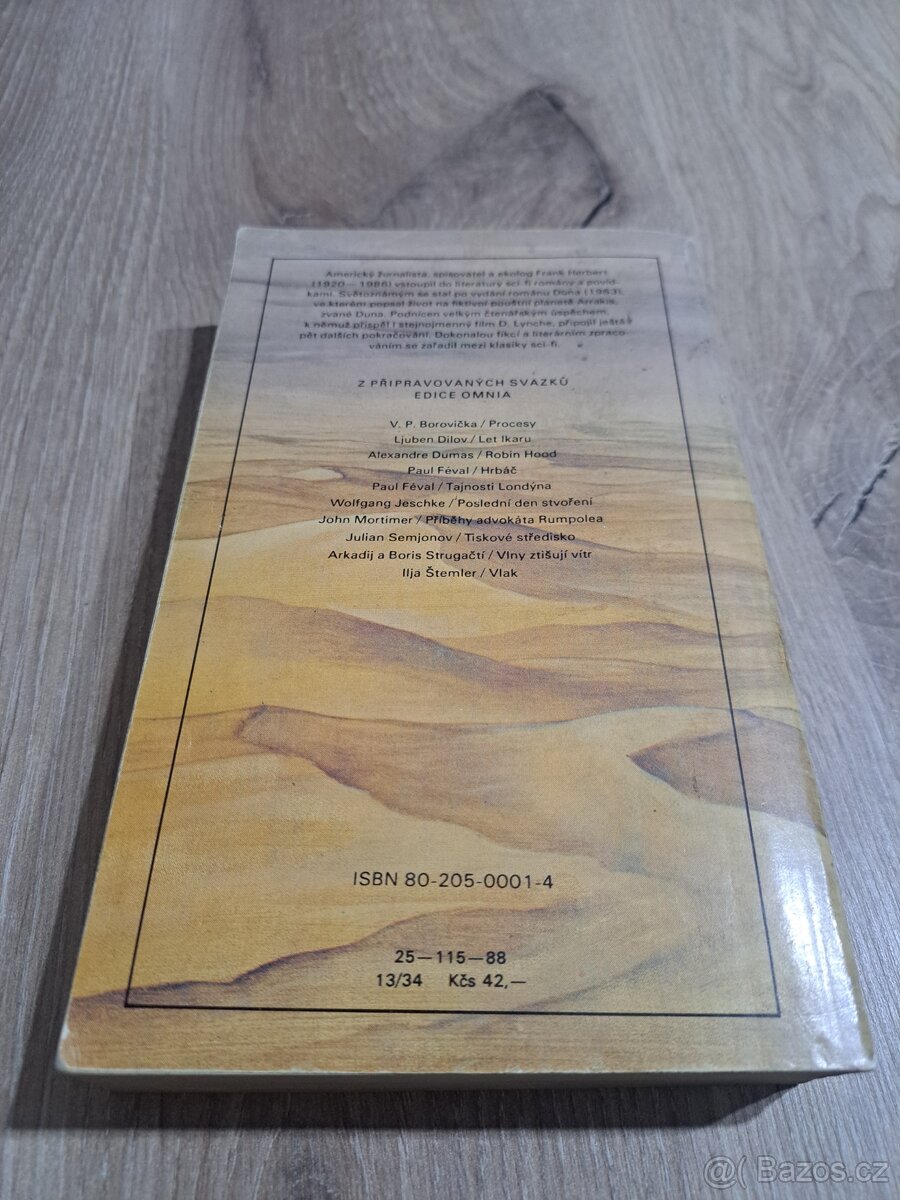 Americký žurnalista, spisovatel a ekolog Frank Herbert
(1920—1986) vstoupil do literatury sci-fi romány a povíd-
kami. Světoznámým se stal po vydání románu Duna (1963),
ve kterém popsal život na fiktivní pouštní planetě Arrakis,
zvané Duna. Podnícen velkým čtenářským úspěchem,
k němuž přispěl i stejnojmenný film D. Lynche, připojil ještě
pět dalších pokračování. Dokonalou fikcí a literárním zpraco-
váním se zařadil mezi klasiky sci-fi.
Z PŘIPRAVOVANÝCH SVAZKŮ
EDICE OMNIA
V. P. Borovička / Procesy
Ljuben Dilov / Let Ikaru
Alexandre Dumas / Robin Hood
Paul Féval / Hrbáč
Paul Féval / Tajnosti Londýna
Wolfgang Jeschke / Poslední den stvoření
John Mortimer / Příběhy advokáta Rumpolea
Julian Semjonov / Tiskové středisko
Arkadij a Boris Strugačtí / Vlny ztišují vítr
Ilja Štemler / Vlak
ISBN 80-205-0001-4
25—115—88
13/34 Kčs 42,—
@( Bazos.cz